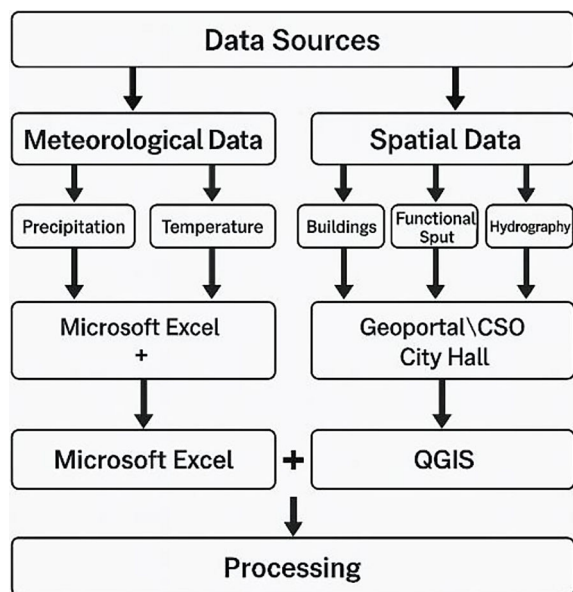 Data Sources
Meteorological Data
Spatial Data
Precipitation
Temperature
Buildings
Functional
Sput
Hydrography
Microsoft Excel
+
Geoportal\CSO
City Hall
Microsoft Excel
+
QGIS
Processing